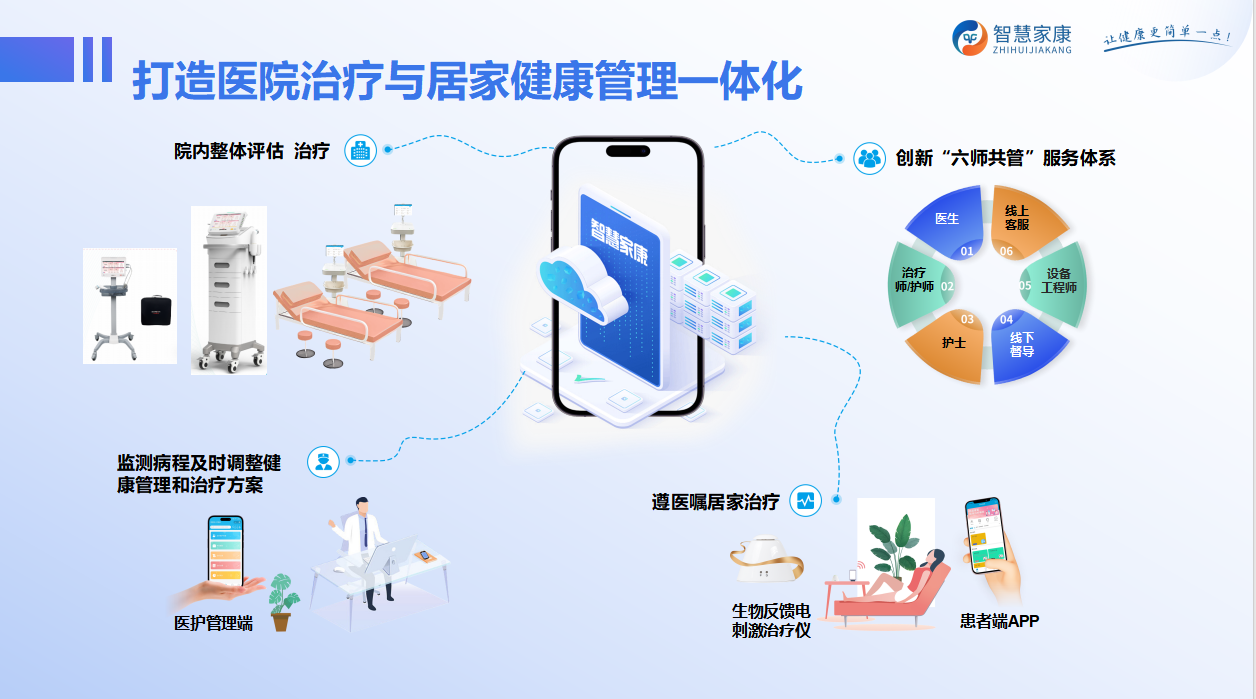 智慧家康
ZHIHUIJIAKANG
让健康更简单一点!
打造医院治疗与居家健康管理一体化
院内整体评估 治疗
创新“六师共管”服务体系
智慧家康
医生
01
线上
客服
06
治疗
师/护师
02
设备
工程师
05
护士
03
线下
督导
04
监测病程及时调整健
康管理和治疗方案
医护管理端
遵医嘱居家治疗
生物反馈电
刺激治疗仪
患者端APP